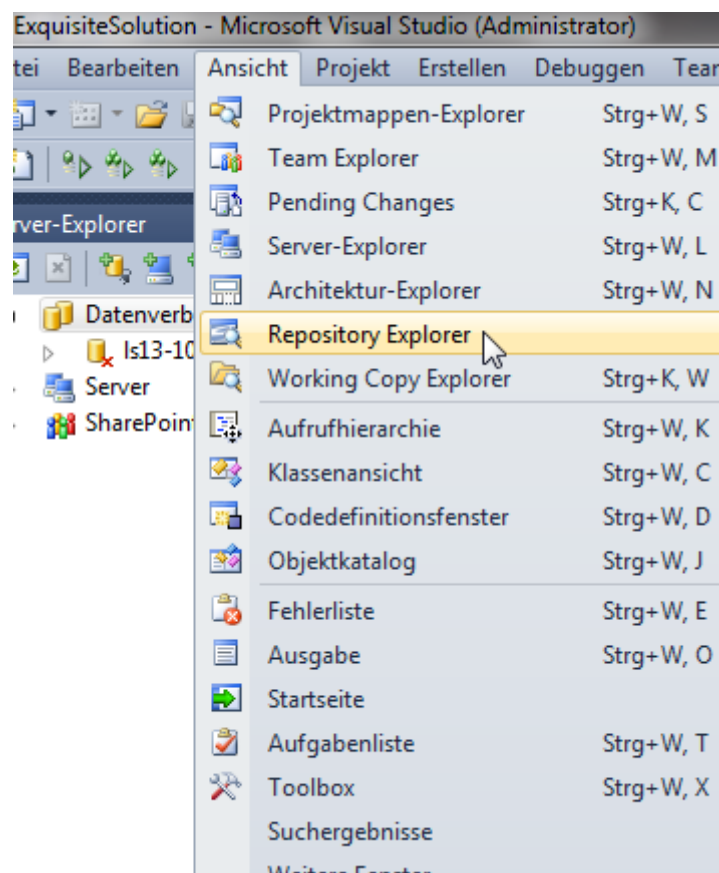 ExquisiteSolution - Microsoft Visual Studio (Administrator)
tei Bearbeiten Ansicht Projekt Erstellen Debuggen Tear
rver-Explorer
Datenverb
ls13-10
Server
SharePoin
Projektmappen-Explorer Strg+W, S
Team Explorer Strg+W, M
Pending Changes Strg+K, C
Server-Explorer Strg+W, L
Architektur-Explorer Strg+W, N
Repository Explorer
Working Copy Explorer Strg+K, W
Aufrufhierarchie Strg+W, K
Klassenansicht Strg+W, C
Codedefinitionsfenster Strg+W, D
Objektkatalog Strg+W, J
Fehlerliste Strg+W, E
Ausgabe Strg+W, O
Startseite
Aufgabenliste Strg+W, T
Toolbox Strg+W, X
Suchergebnisse
Weitere Fenster